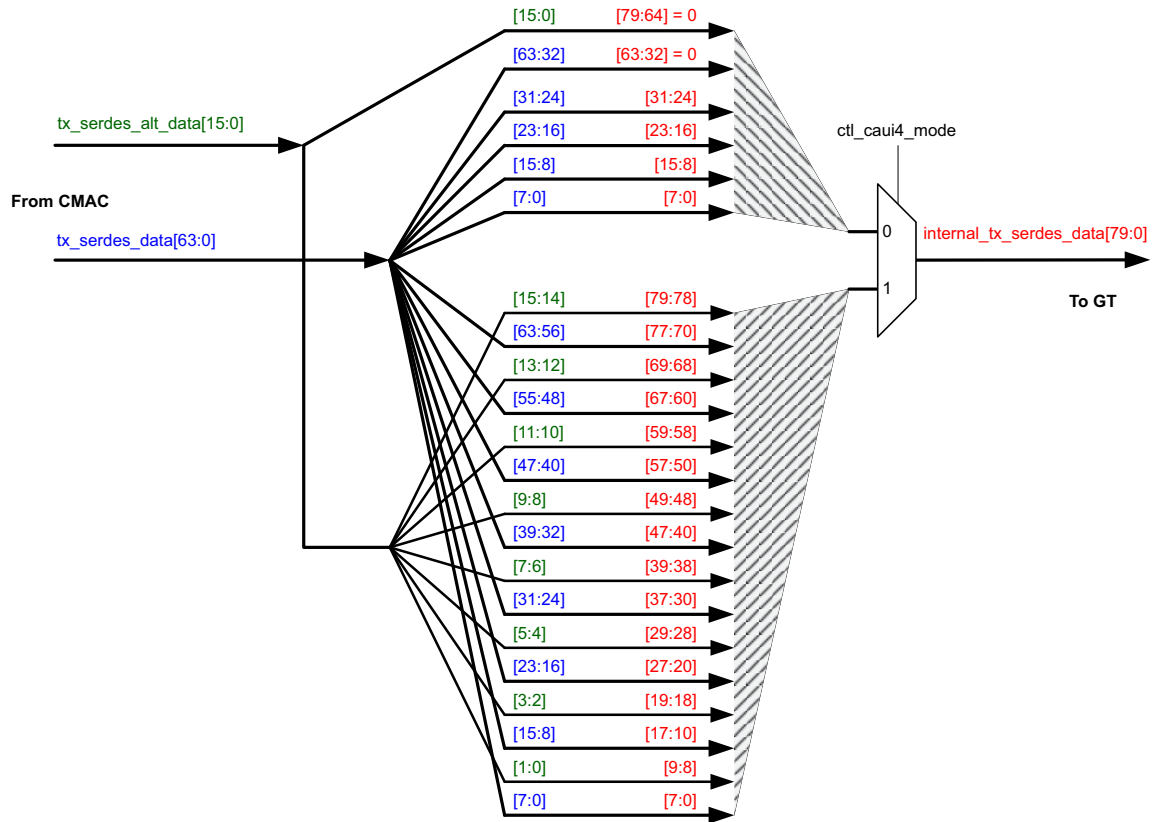 [15:0] [79:64] = 0
[63:32] [63:32] = 0
[31:24] [31:24]
tx_serdes_alt_data[15:0]
[23:16] [23:16]
ctl_caui4_mode
[15:8] [15:8]
From CMAC
[7:0] [7:0]
tx_serdes_data[63:0]
0
internal_tx_serdes_data[79:0]
1
To GT
[15:14] [79:78]
[63:56] [77:70]
[13:12] [69:68]
[55:48] [67:60]
[11:10] [59:58]
[47:40] [57:50]
[9:8] [49:48]
[39:32] [47:40]
[7:6] [39:38]
[31:24] [37:30]
[5:4] [29:28]
[23:16] [27:20]
[3:2] [19:18]
[15:8] [17:10]
[1:0] [9:8]
[7:0] [7:0]